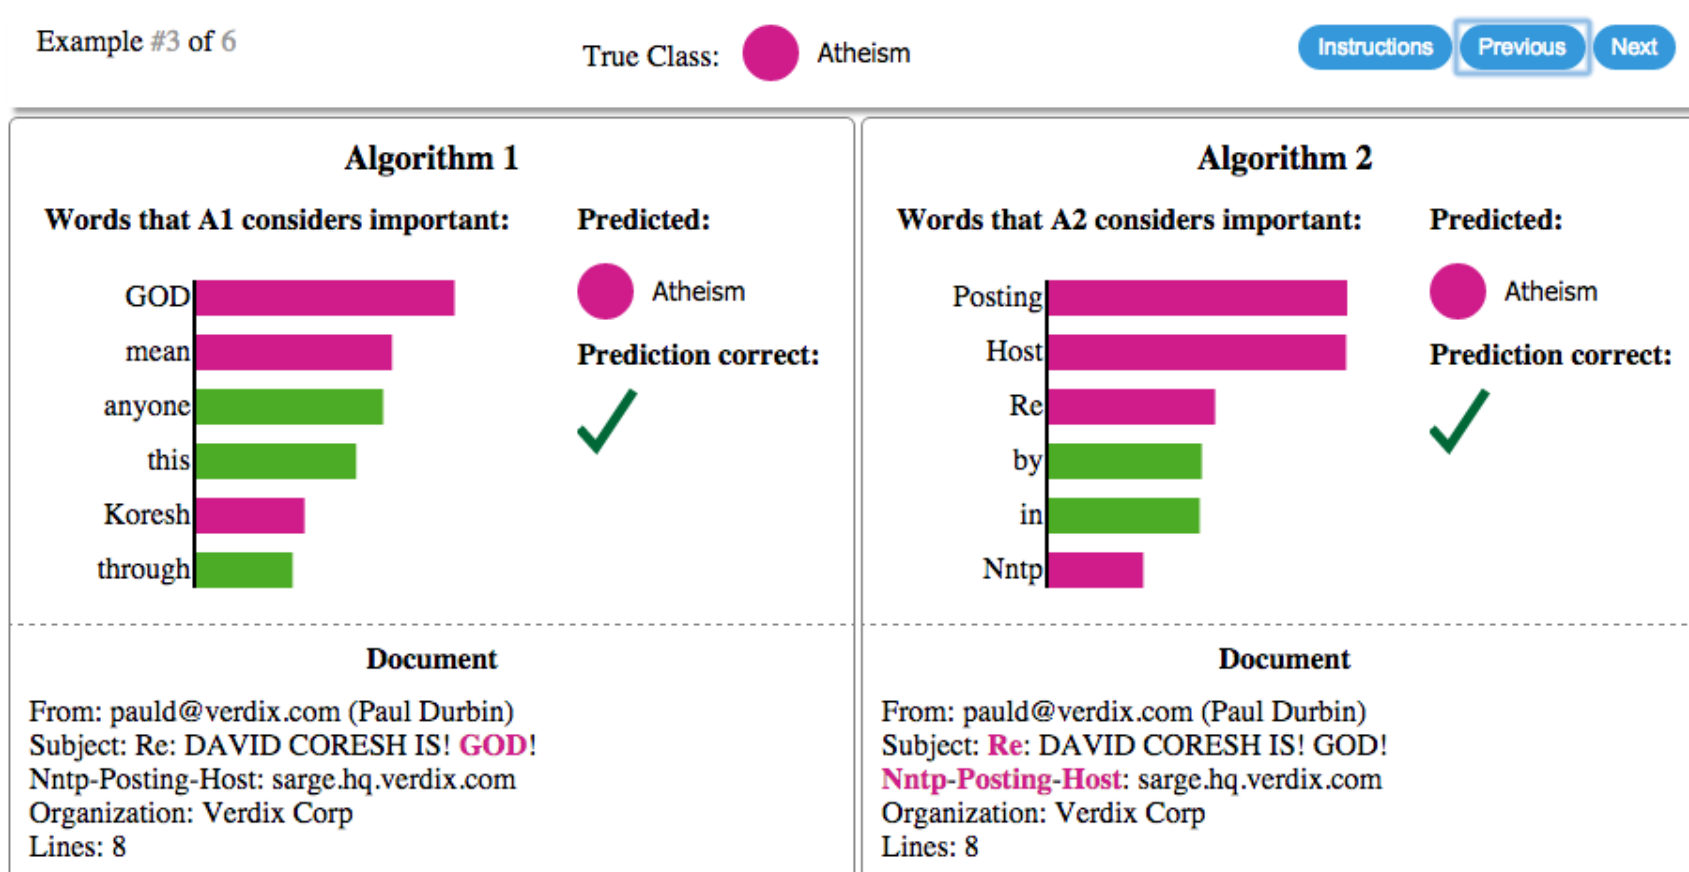 Example #3 of 6
True Class: Atheism
Instructions Previous Next
Algorithm 1
Words that A1 considers important: Predicted:
GOD
mean
anyone
this
Koresh
through
Atheism
Prediction correct:
Document
From: pauld@verdix.com (Paul Durbin)
Subject: Re: DAVID CORESH IS! GOD!
Nntp-Posting-Host: sarge.hq.verdix.com
Organization: Verdix Corp
Lines: 8
Algorithm 2
Words that A2 considers important: Predicted:
Posting
Host
Re
by
in
Nntp
Atheism
Prediction correct:
Document
From: pauld@verdix.com (Paul Durbin)
Subject: Re: DAVID CORESH IS! GOD!
Nntp-Posting-Host: sarge.hq.verdix.com
Organization: Verdix Corp
Lines: 8